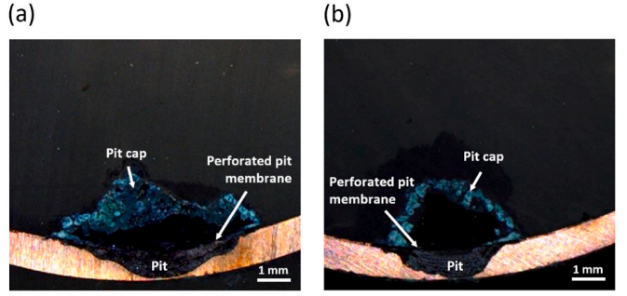 (a)
(b)
Pit cap
Perforated pit
membrane
Pit
1 mm
Pit cap
Perforated pit
membrane
Pit
1 mm